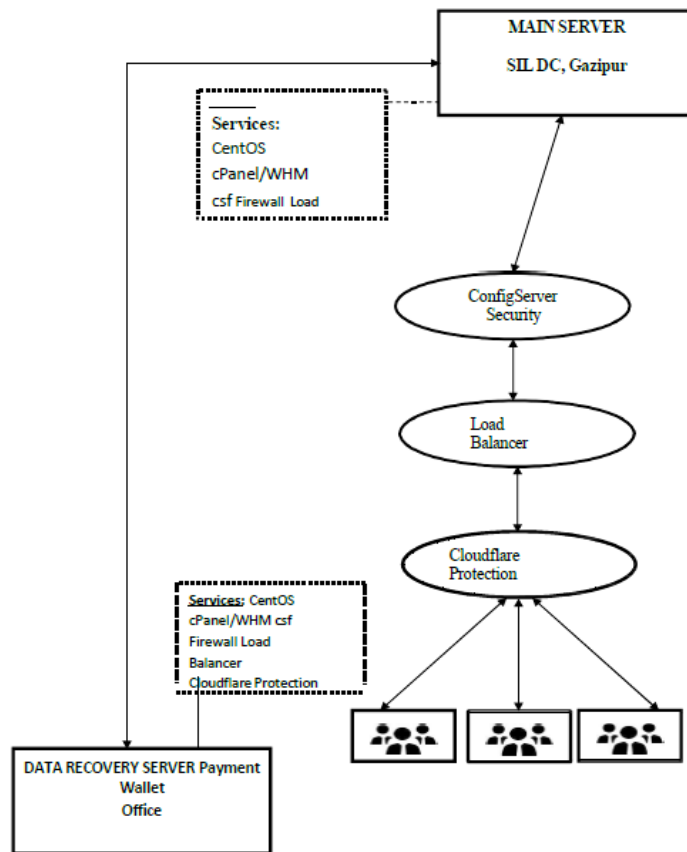 MAIN SERVER
SIL DC, Gazipur
Services:
CentOS
cPanel/WHM
csf Firewall Load
ConfigServer
Security
Load
Balancer
Cloudflare
Protection
Services: CentOS
cPanel/WHM csf
Firewall Load
Balancer
Cloudflare Protection
DATA RECOVERY SERVER Payment
Wallet
Office